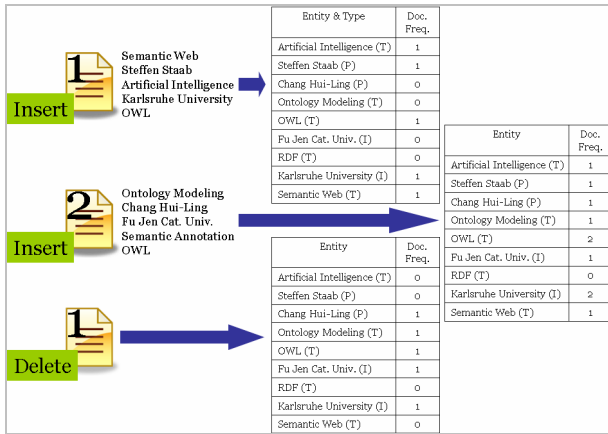 1
Insert
Semantic Web
Steffen Staab
Artificial Intelligence
Karlsruhe University
OWL
Entity & Type Doc. Freq.
Artificial Intelligence (T) 1
Steffen Staab (P) 1
Chang Hui-Ling (P) 0
Ontology Modeling (T) 0
OWL (T) 1
Fu Jen Cat. Univ. (I) 0
RDF (T) 0
Karlsruhe University (I) 1
Semantic Web (T) 1
2
Insert
Ontology Modeling
Chang Hui-Ling
Fu Jen Cat. Univ.
Semantic Annotation
OWL
Entity Doc. Freq.
Artificial Intelligence (T) 1
Steffen Staab (P) 1
Chang Hui-Ling (P) 1
Ontology Modeling (T) 1
OWL (T) 2
Fu Jen Cat. Univ. (I) 1
RDF (T) 0
Karlsruhe University (I) 2
Semantic Web (T) 1
1
Delete
Entity Doc. Freq.
Artificial Intelligence (T) 0
Steffen Staab (P) 0
Chang Hui-Ling (P) 1
Ontology Modeling (T) 1
OWL (T) 1
Fu Jen Cat. Univ. (I) 1
RDF (T) 0
Karlsruhe University (I) 1
Semantic Web (T) 0